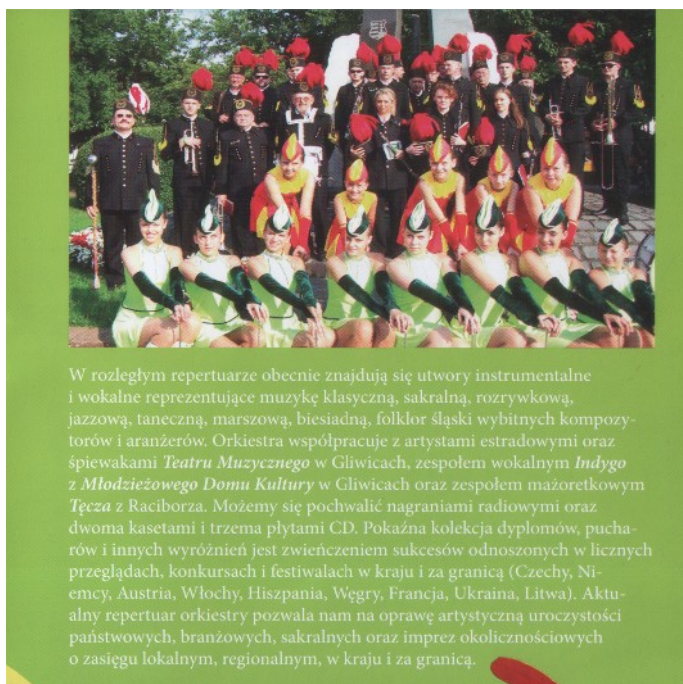 W rozległym repertuarze obecnie znajdują się utwory instrumentalne
i wokalne reprezentujące muzykę klasyczną, sakralną, rozrywkową,
jazzową, taneczną, marszową, biesiadną, folklor śląski wybitnych kompozy-
torów i aranżerów. Orkiestra współpracuje z artystami estradowymi oraz
śpiewakami Teatru Muzycznego w Gliwicach, zespołem wokalnym Indygo
z Młodzieżowego Domu Kultury w Gliwicach oraz zespołem mażoretkowym
Tęcza z Raciborza. Możemy się pochwalić nagraniami radiowymi oraz
dwoma kasetami i trzema płytami CD. Pokaźna kolekcja dyplomów, pucha-
rów i innych wyróżnień jest zwieńczeniem sukcesów odnoszonych w licznych
przeglądach, konkursach i festiwalach w kraju i za granicą (Czechy, Ni-
emcy, Austria, Włochy, Hiszpania, Węgry, Francja, Ukraina, Litwa). Aktu-
alny repertuar orkiestry pozwala nam na oprawę artystyczną uroczystości
państwowych, branżowych, sakralnych oraz imprez okolicznościowych
o zasięgu lokalnym, regionalnym, w kraju i za granicą.